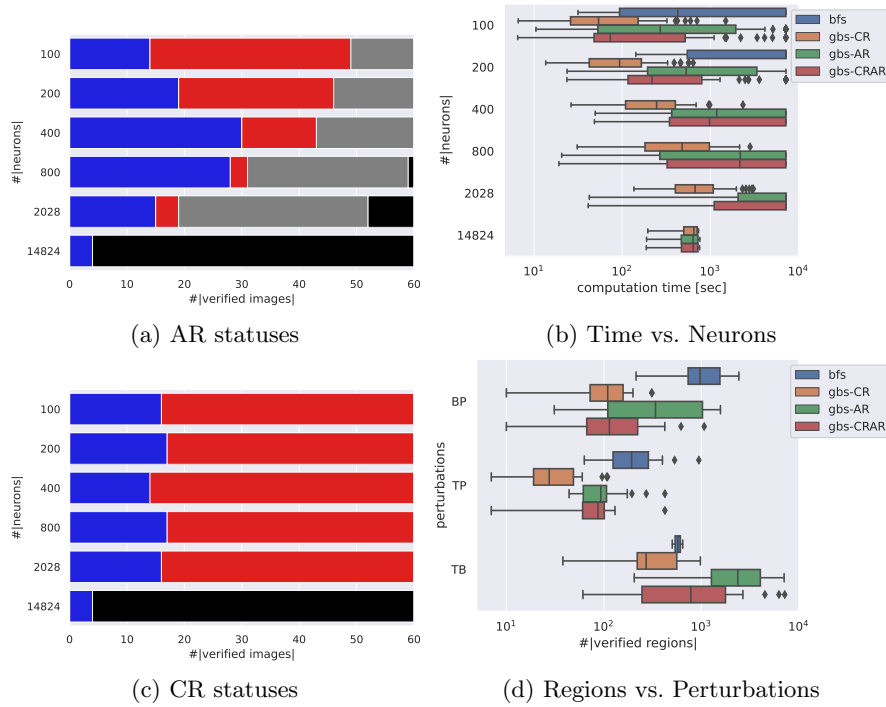 100
200
400
800
2028
14824
#|neurons|
0 10 20 30 40 50 60
#|verified images|
(a) AR statuses
bfs
gbs-CR
gbs-AR
gbs-CRAR
100
200
400
800
2028
14824
#|neurons|
10^1 10^2 10^3 10^4
computation time [sec]
(b) Time vs. Neurons
100
200
400
800
2028
14824
#|neurons|
0 10 20 30 40 50 60
#|verified images|
(c) CR statuses
bfs
gbs-CR
gbs-AR
gbs-CRAR
BP
TP
TB
perturbations
10^1 10^2 10^3 10^4
#|verified regions|
(d) Regions vs. Perturbations